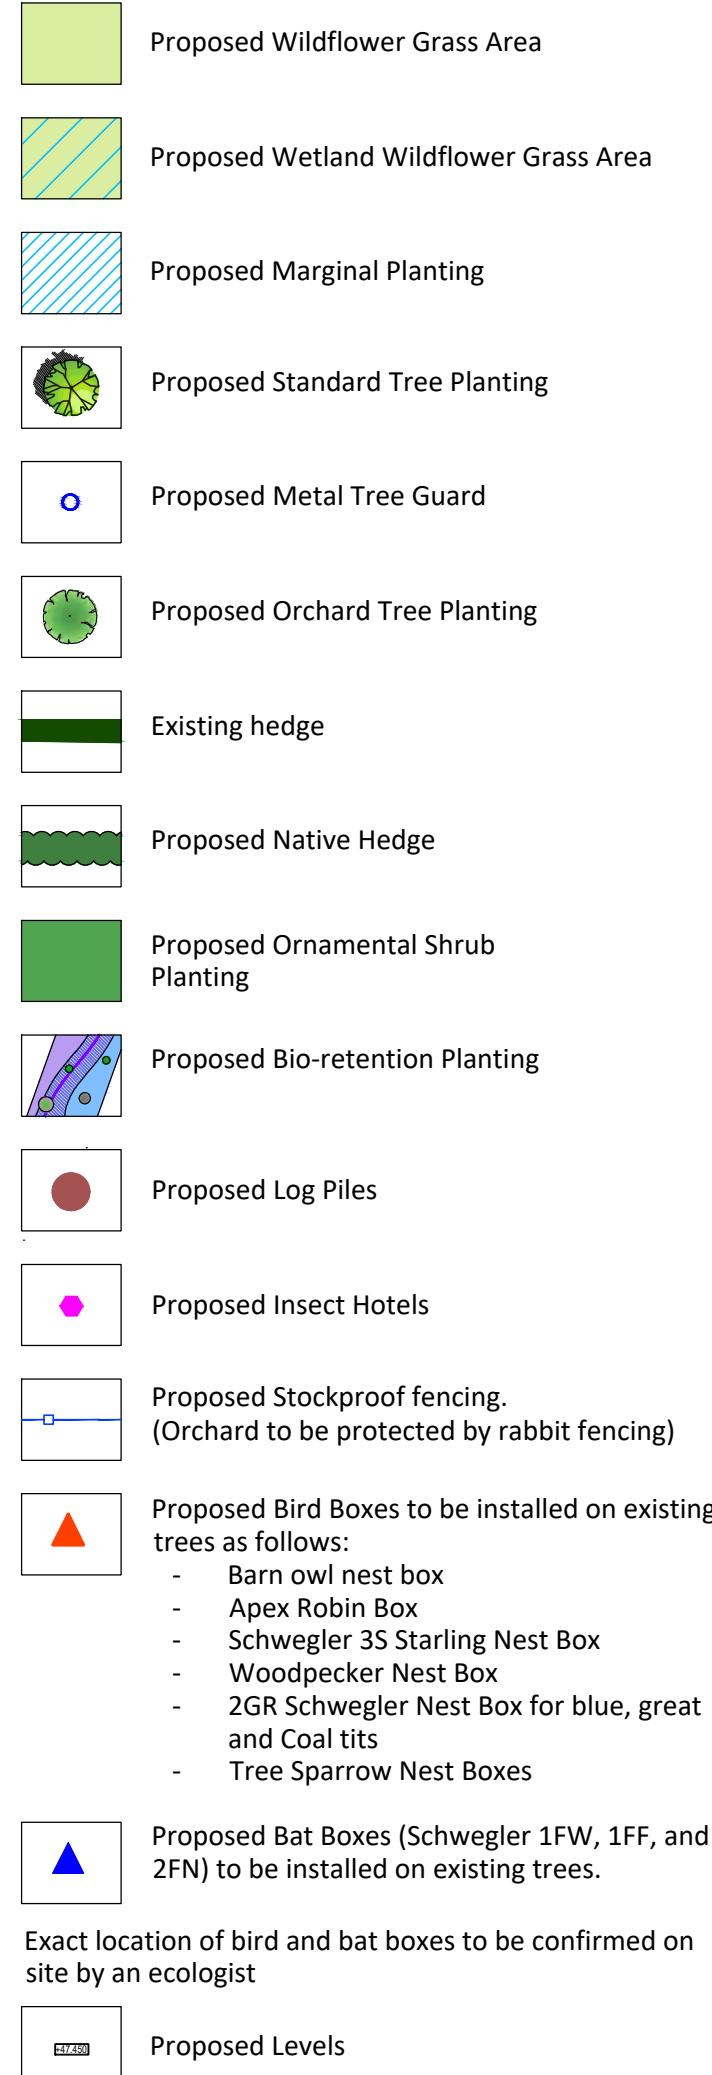 Proposed Wildflower Grass Area
Proposed Wetland Wildflower Grass Area
Proposed Marginal Planting
Proposed Standard Tree Planting
Proposed Metal Tree Guard
Proposed Orchard Tree Planting
Existing hedge
Proposed Native Hedge
Proposed Ornamental Shrub
Planting
Proposed Bio-retention Planting
Proposed Log Piles
Proposed Insect Hotels
Proposed Stockproof fencing.
(Orchard to be protected by rabbit fencing)
Proposed Bird Boxes to be installed on existing
trees as follows:
- Barn owl nest box
- Apex Robin Box
- Schwegler 3S Starling Nest Box
- Woodpecker Nest Box
- 2GR Schwegler Nest Box for blue, great
and Coal tits
- Tree Sparrow Nest Boxes
Proposed Bat Boxes (Schwegler 1FW, 1FF, and
2FN) to be installed on existing trees.
Exact location of bird and bat boxes to be confirmed on
site by an ecologist
+47.450 Proposed Levels